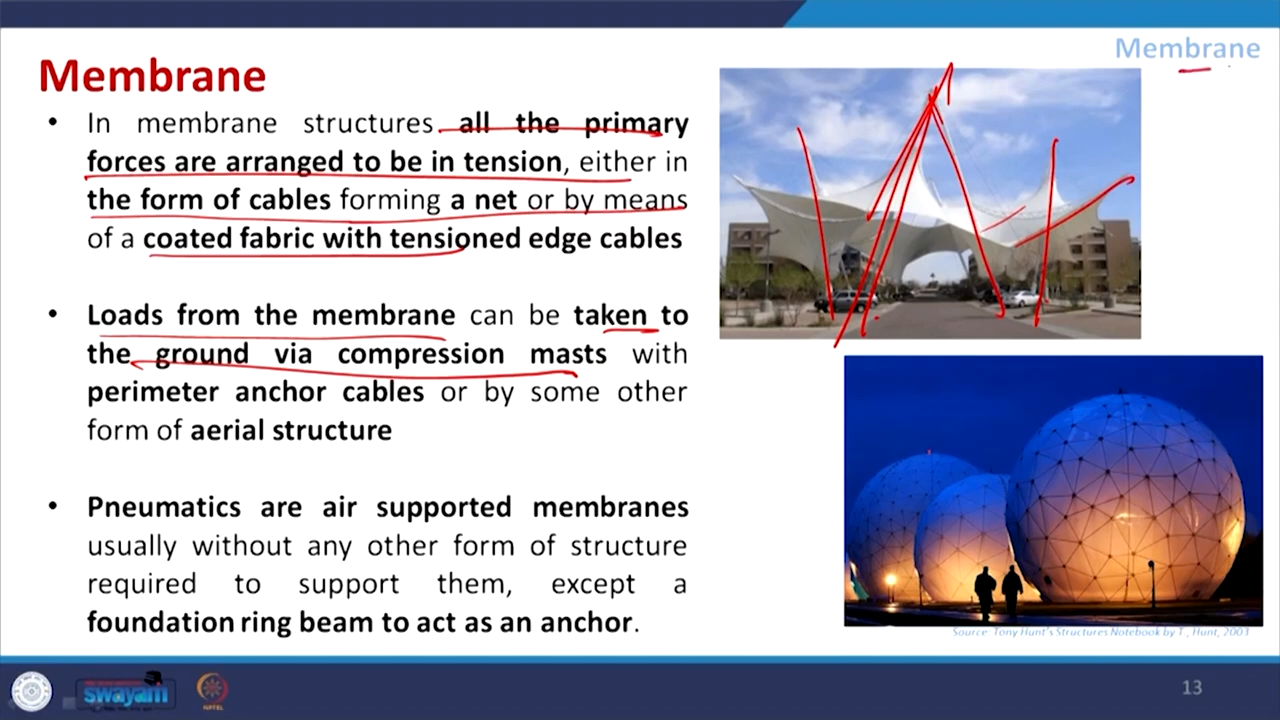 Membrane
Membrane
• In membrane structures all the primary
forces are arranged to be in tension, either in
the form of cables forming a net or by means
of a coated fabric with tensioned edge cables
• Loads from the membrane can be taken to
the ground via compression masts with
perimeter anchor cables or by some other
form of aerial structure
• Pneumatics are air supported membranes
usually without any other form of structure
required to support them, except a
foundation ring beam to act as an anchor.
Source: Tony Hunt's Structures Notebook by T., Hunt, 2003
swayam
NPTEL
13